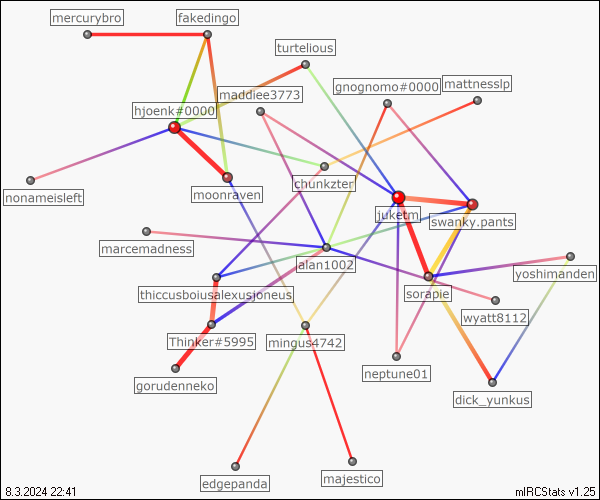 mercurybro
fakedingo
turtelious
maddiee3773
gnognomo#0000
mattnesslp
hjoenk#0000
chunkzter
nonameisleft
moonraven
juketm
swanky.pants
marcemadness
alan1002
yoshimanden
thiccusboiusalexusjoneus
sorapie
wyatt8112
Thinker#5995
mingus4742
gorudenneko
neptune01
dick_yunkus
edgepanda
majestico
8.3.2024 22:41
mIRCStats v1.25